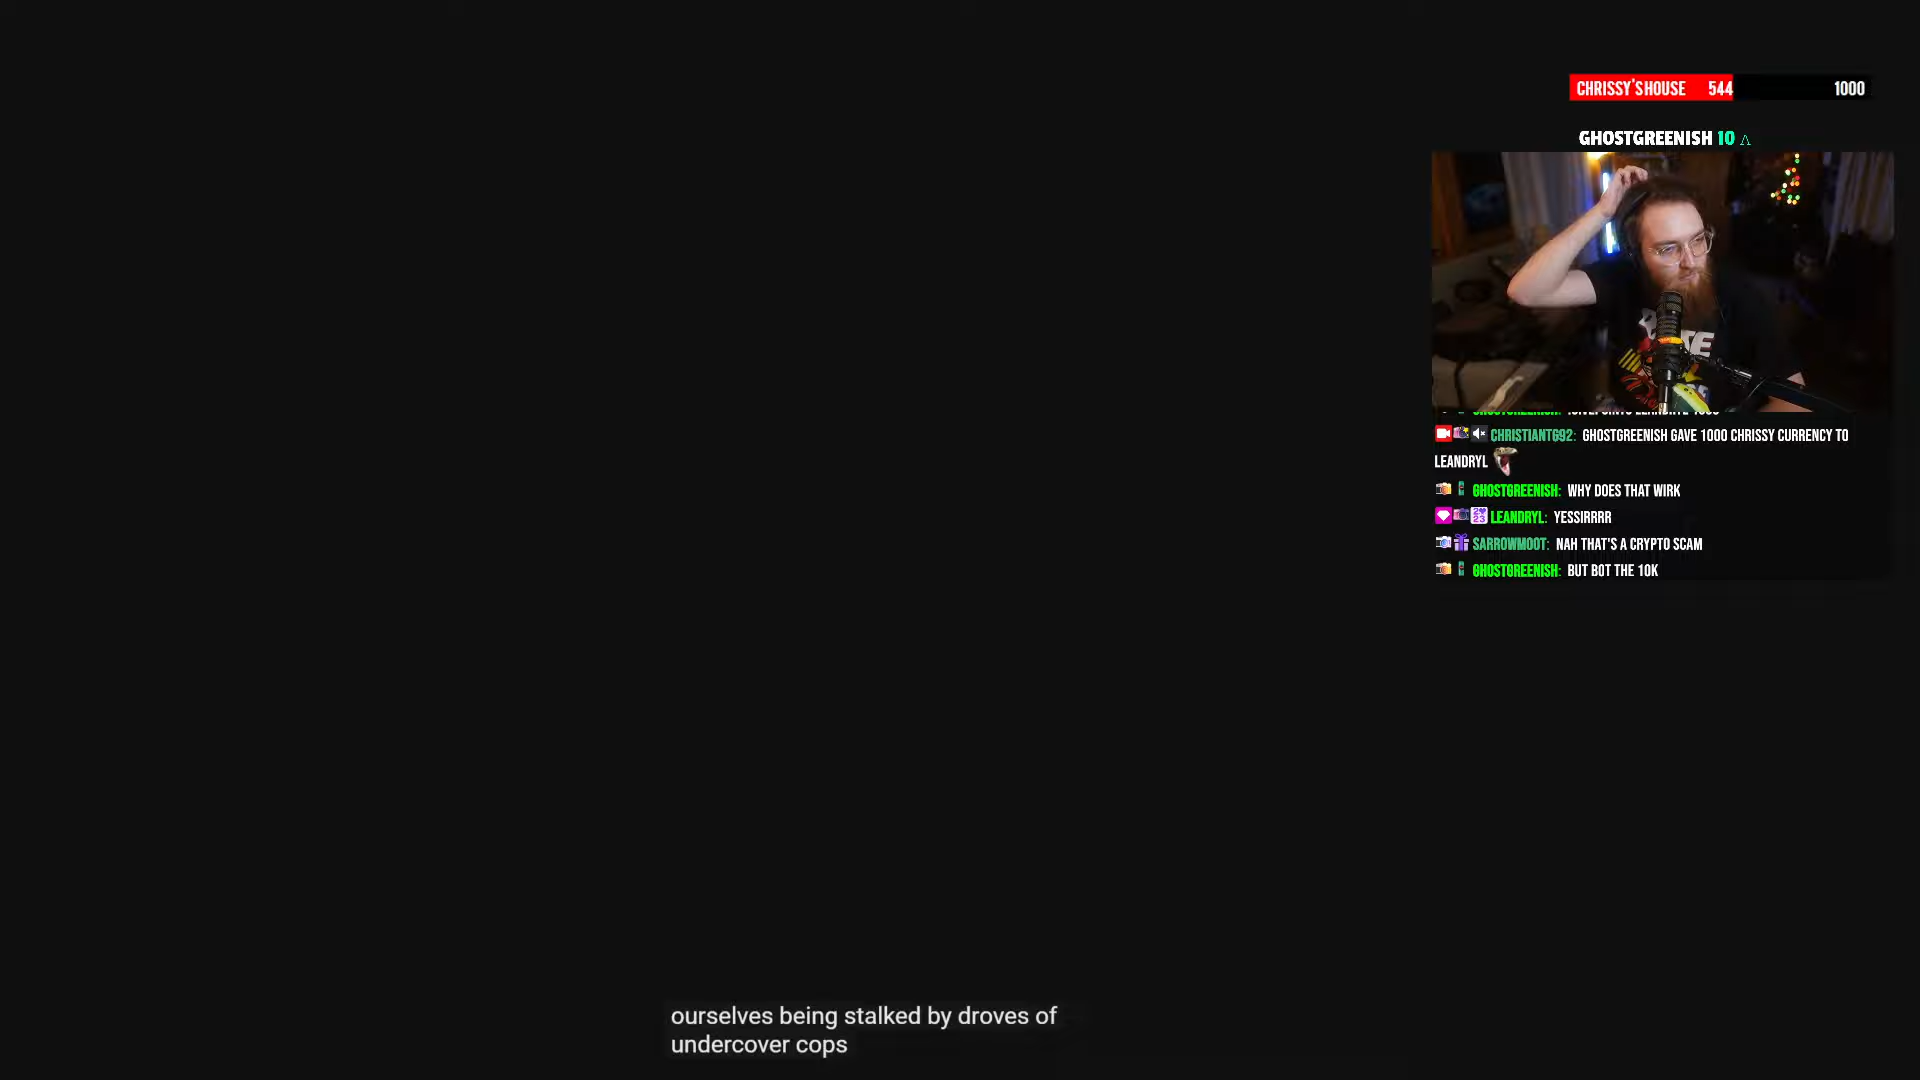 CHRISSY'SHOUSE 544 1000
GHOSTGREENISH 10
CHRISTIANTG92: GHOSTGREENISH GAVE 1000 CHRISSY CURRENCY TO
LEANDRYL
GHOSTGREENISH: WHY DOES THAT WIRK
LEANDRYL: YESSIRRRR
SARROWMOOT: NAH THAT'S A CRYPTO SCAM
GHOSTGREENISH: BUT BOT THE 10K
ourselves being stalked by droves of
undercover cops